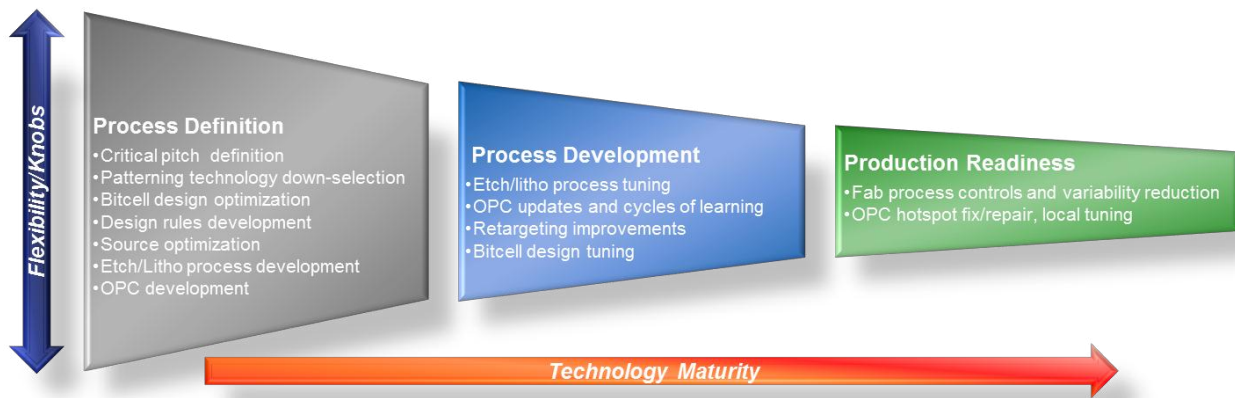 Flexibility/Knobs
Process Definition
•Critical pitch definition
•Patterning technology down-selection
•Bitcell design optimization
•Design rules development
•Source optimization
•Etch/Litho process development
•OPC development
Process Development
•Etch/litho process tuning
•OPC updates and cycles of learning
•Retargeting improvements
•Bitcell design tuning
Production Readiness
•Fab process controls and variability reduction
•OPC hotspot fix/repair, local tuning
Technology Maturity